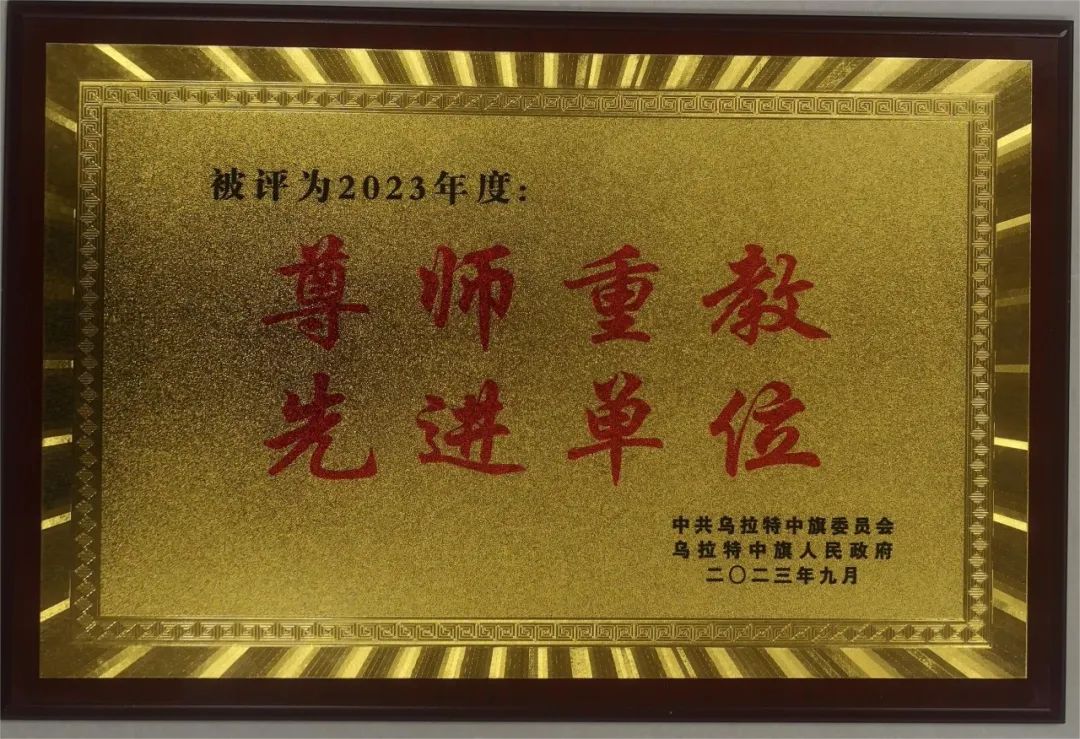 被评为2023年度:
尊师重教
先进单位
中共乌拉特中旗委员会
乌拉特中旗人民政府
二〇二三年九月